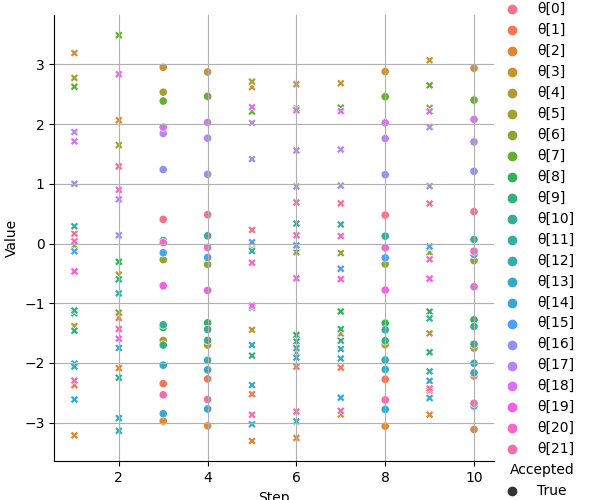 Value
3
2
1
0
−1
−2
−3
2
4
6
8
10
Step
θ[0]
θ[1]
θ[2]
θ[3]
θ[4]
θ[5]
θ[6]
θ[7]
θ[8]
θ[9]
θ[10]
θ[11]
θ[12]
θ[13]
θ[14]
θ[15]
θ[16]
θ[17]
θ[18]
θ[19]
θ[20]
θ[21]
Accepted
True